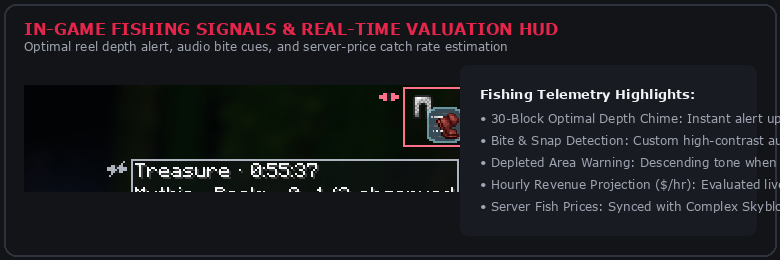 IN-GAME FISHING SIGNALS & REAL-TIME VALUATION HUD
Optimal reel depth alert, audio bite cues, and server-price catch rate estimation
Treasure · 0:55:37
Fishing Telemetry Highlights:
• 30-Block Optimal Depth Chime: Instant alert up
• Bite & Snap Detection: Custom high-contrast au
• Depleted Area Warning: Descending tone when
• Hourly Revenue Projection ($/hr): Evaluated live
• Server Fish Prices: Synced with Complex Skyblo